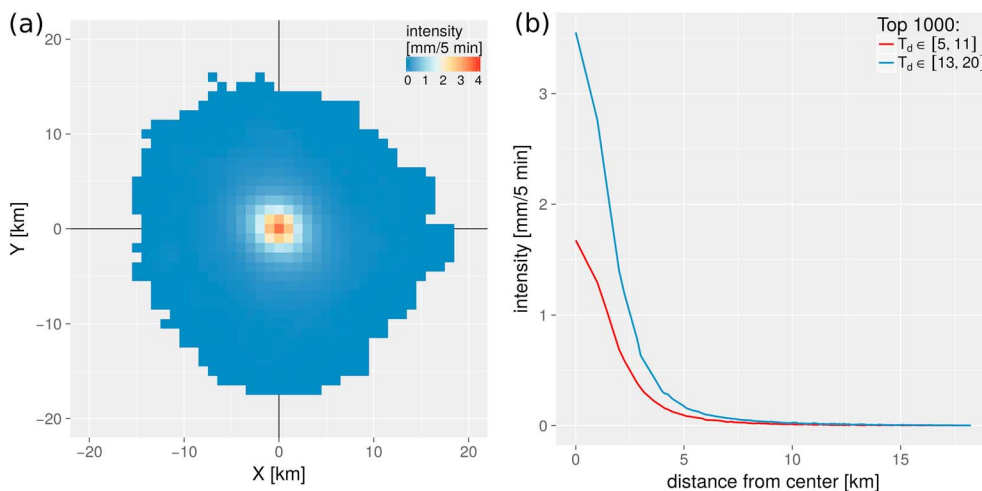 (a)
intensity
[mm/5 min]
0 1 2 3 4
20
10
0
−10
−20
Y [km]
−20 −10 0 10 20
X [km]
(b)
Top 1000:
T_d ∈ [5, 11]
T_d ∈ [13, 20]
3
2
1
0
intensity [mm/5 min]
0 5 10 15
distance from center [km]